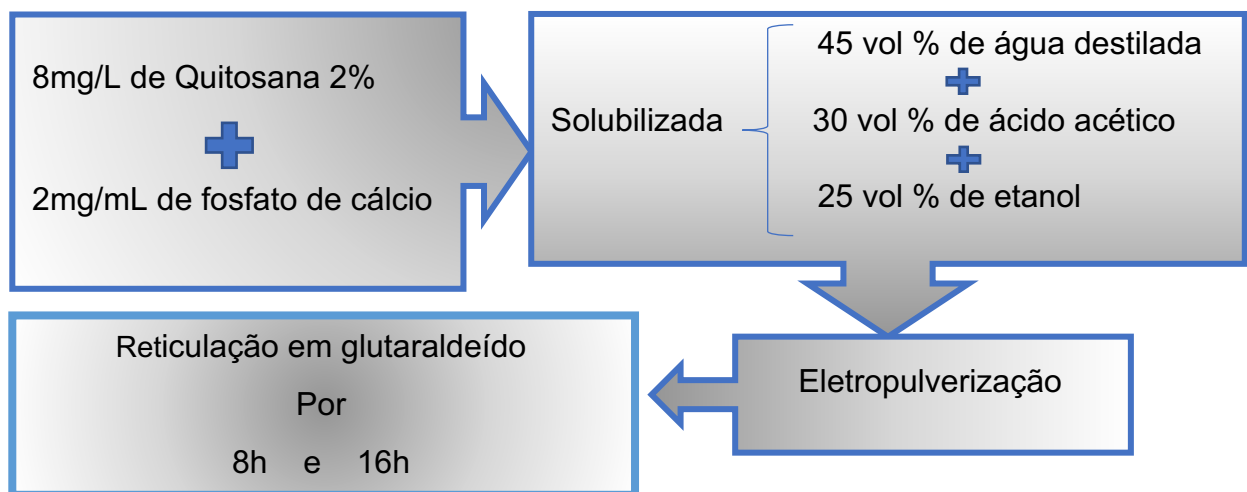 8mg/L de Quitosana 2%
2mg/mL de fosfato de cálcio
Solubilizada
45 vol % de água destilada
30 vol % de ácido acético
25 vol % de etanol
Eletropulverização
Reticulação em glutaraldeído
Por
8h e 16h